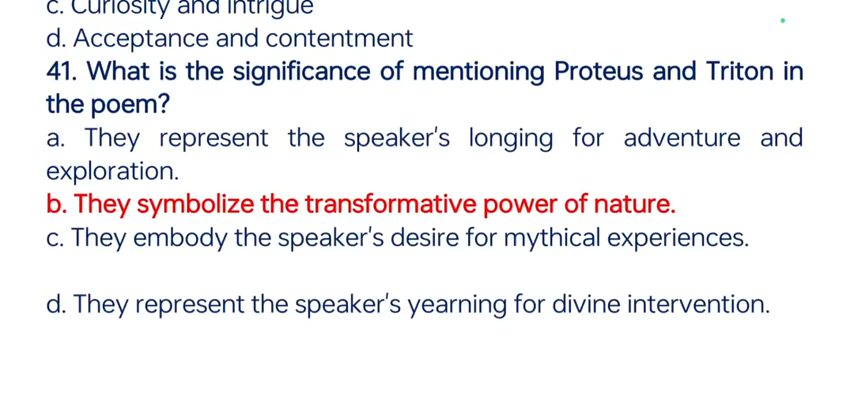 c. Curiosity and intrigue
d. Acceptance and contentment
41. What is the significance of mentioning Proteus and Triton in
the poem?
a. They represent the speaker's longing for adventure and
exploration.
b. They symbolize the transformative power of nature.
c. They embody the speaker's desire for mythical experiences.
d. They represent the speaker's yearning for divine intervention.